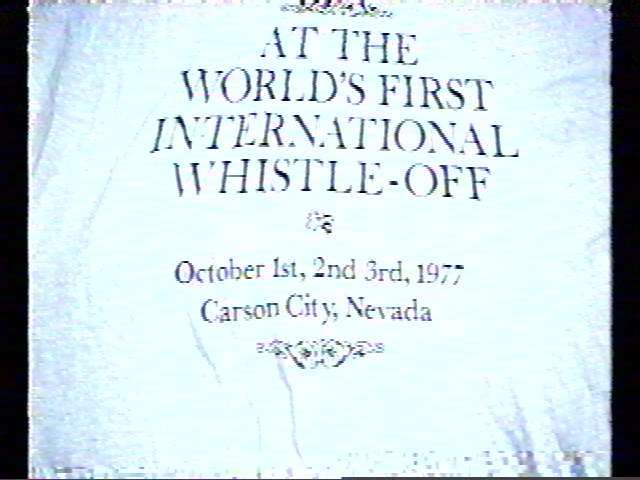 AT THE
WORLD'S FIRST
INTERNATIONAL
WHISTLE-OFF
October 1st, 2nd 3rd, 1977
Carson City, Nevada